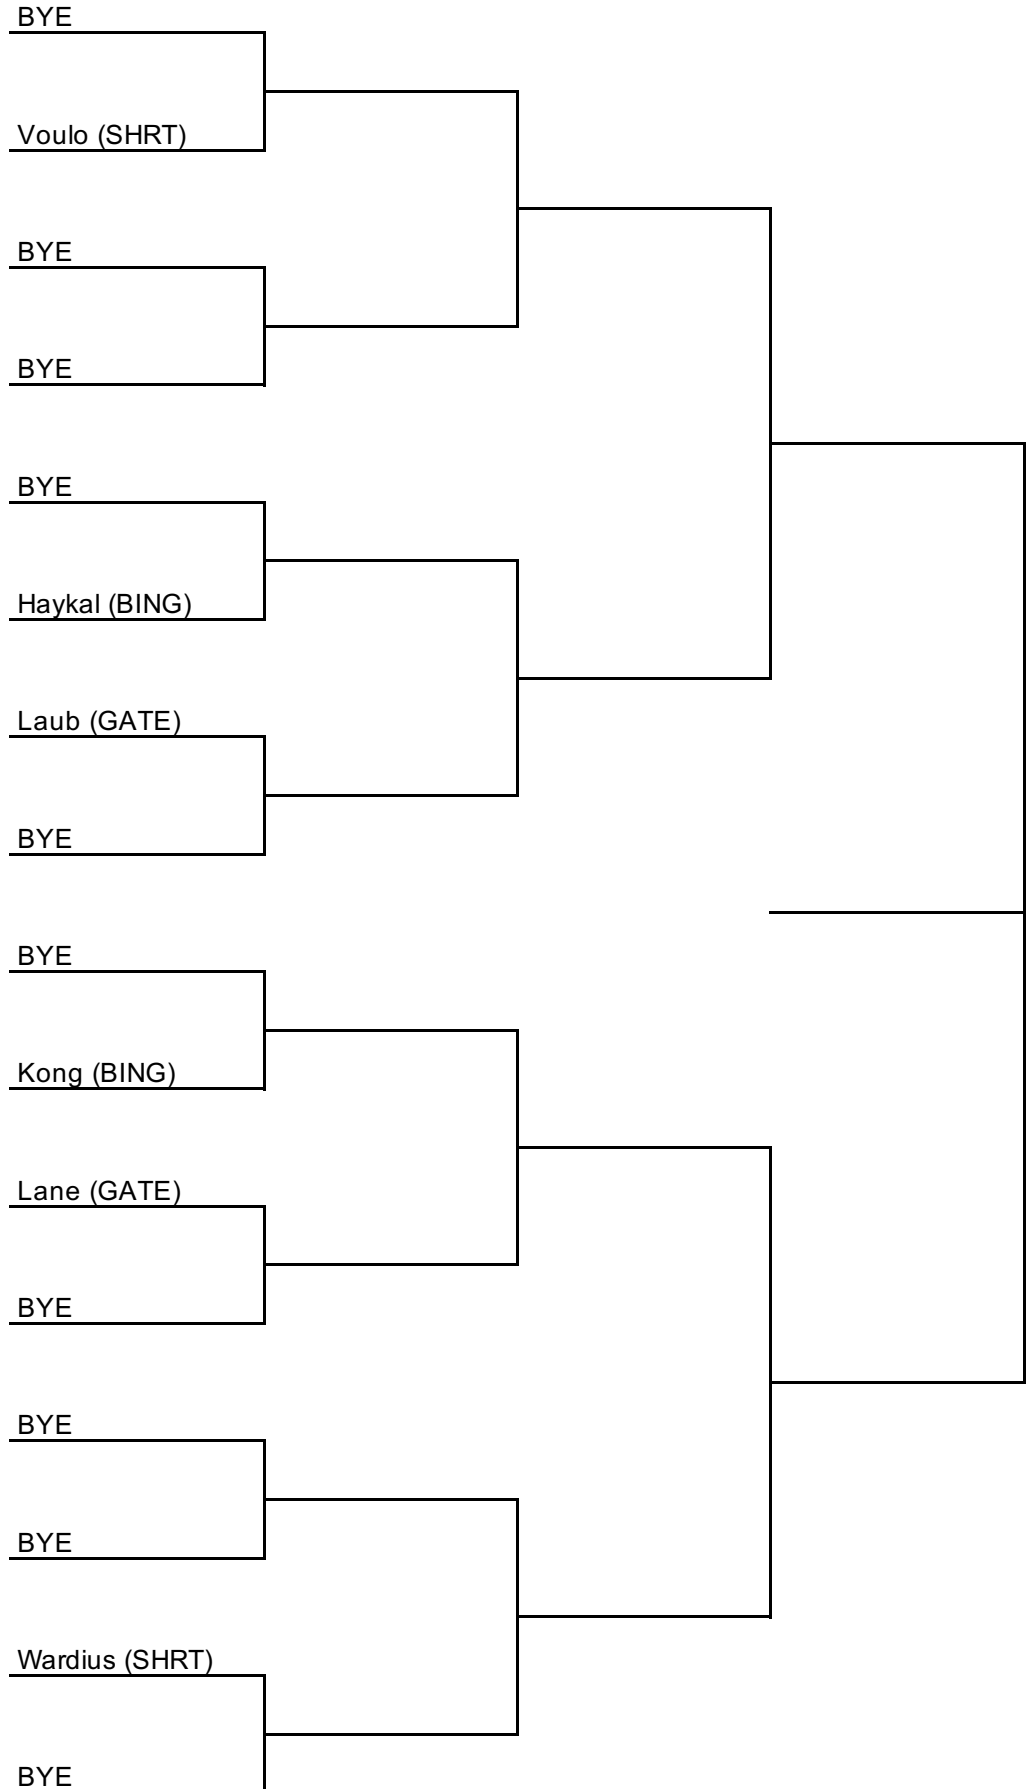 BYE
Voulo (SHRT)
BYE
BYE
BYE
Haykal (BING)
Laub (GATE)
BYE
BYE
Kong (BING)
Lane (GATE)
BYE
BYE
BYE
Wardius (SHRT)
BYE